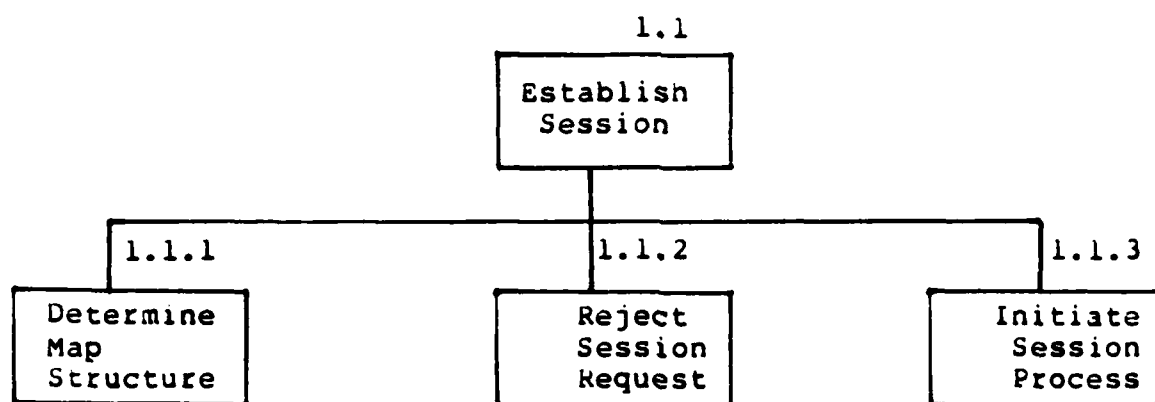 1.1
Establish
Session
1.1.1
1.1.2
1.1.3
Determine
Map
Structure
Reject
Session
Request
Initiate
Session
Process